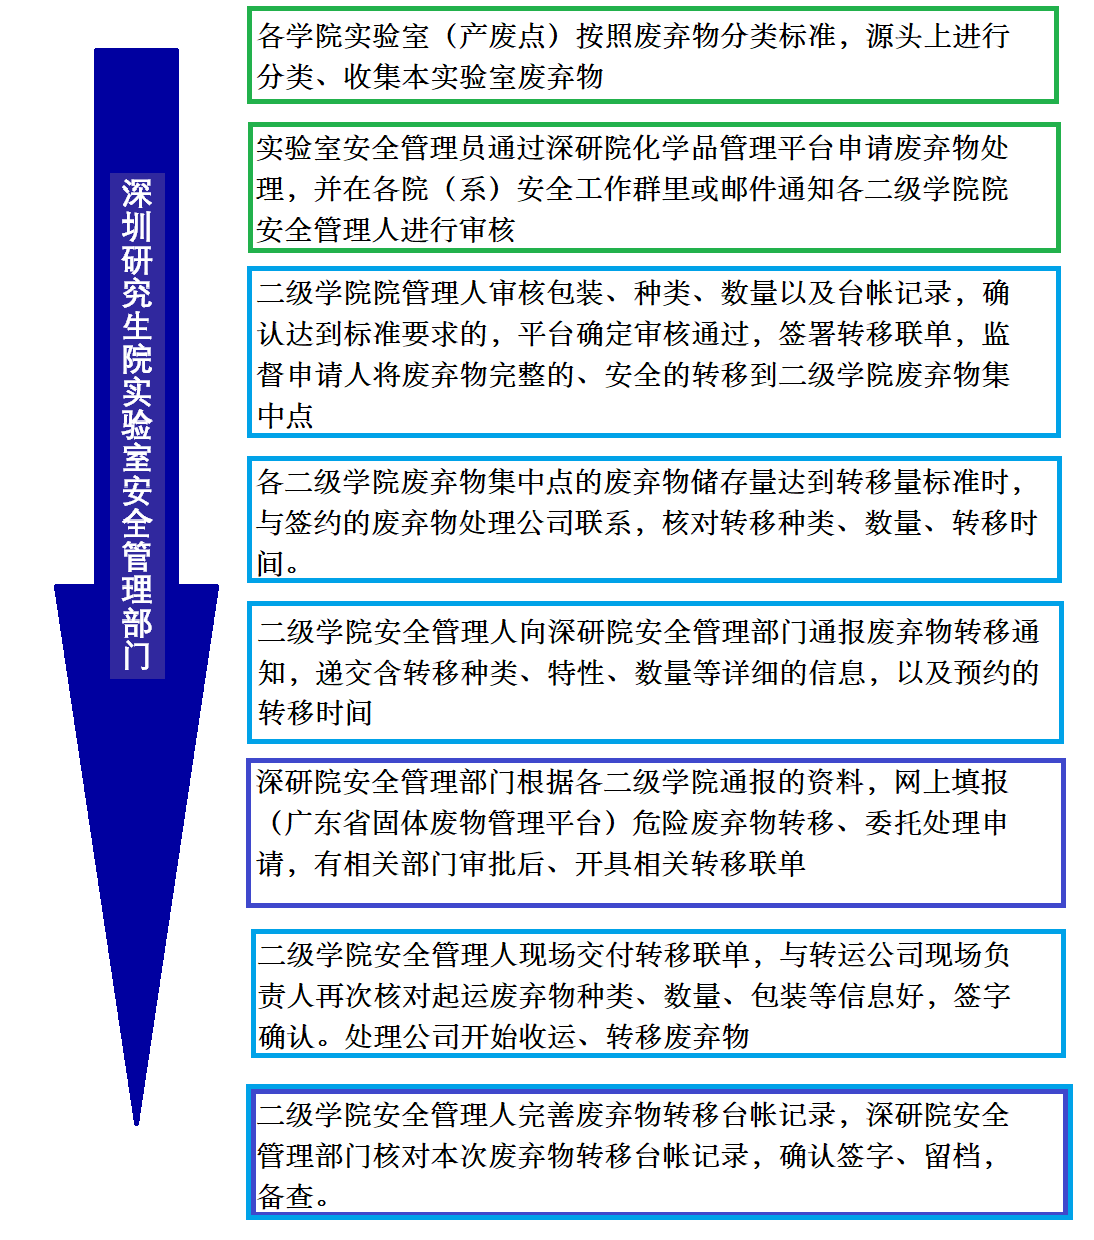 深圳研究生院实验室安全管理部门
各学院实验室（产废点）按照废弃物分类标准，源头上进行
分类、收集本实验室废弃物
实验室安全管理员通过深研院化学品管理平台申请废弃物处
理，并在各院（系）安全工作群里或邮件通知各二级学院院
安全管理人进行审核
二级学院院管理人审核包装、种类、数量以及台帐记录，确
认达到标准要求的，平台确定审核通过，签署转移联单，监
督申请人将废弃物完整的、安全的转移到二级学院废弃物集
中点
各二级学院废弃物集中点的废弃物储存量达到转移量标准时，
与签约的废弃物处理公司联系，核对转移种类、数量、转移时
间。
二级学院安全管理人向深研院安全管理部门通报废弃物转移通
知，递交含转移种类、特性、数量等详细的信息，以及预约的
转移时间
深研院安全管理部门根据各二级学院通报的资料，网上填报
（广东省固体废物管理平台）危险废弃物转移、委托处理申
请，有相关部门审批后、开具相关转移联单
二级学院安全管理人现场交付转移联单，与转运公司现场负
责人再次核对起运废弃物种类、数量、包装等信息好，签字
确认。处理公司开始收运、转移废弃物
二级学院安全管理人完善废弃物转移台帐记录，深研院安全
管理部门核对本次废弃物转移台帐记录，确认签字、留档，
备查。